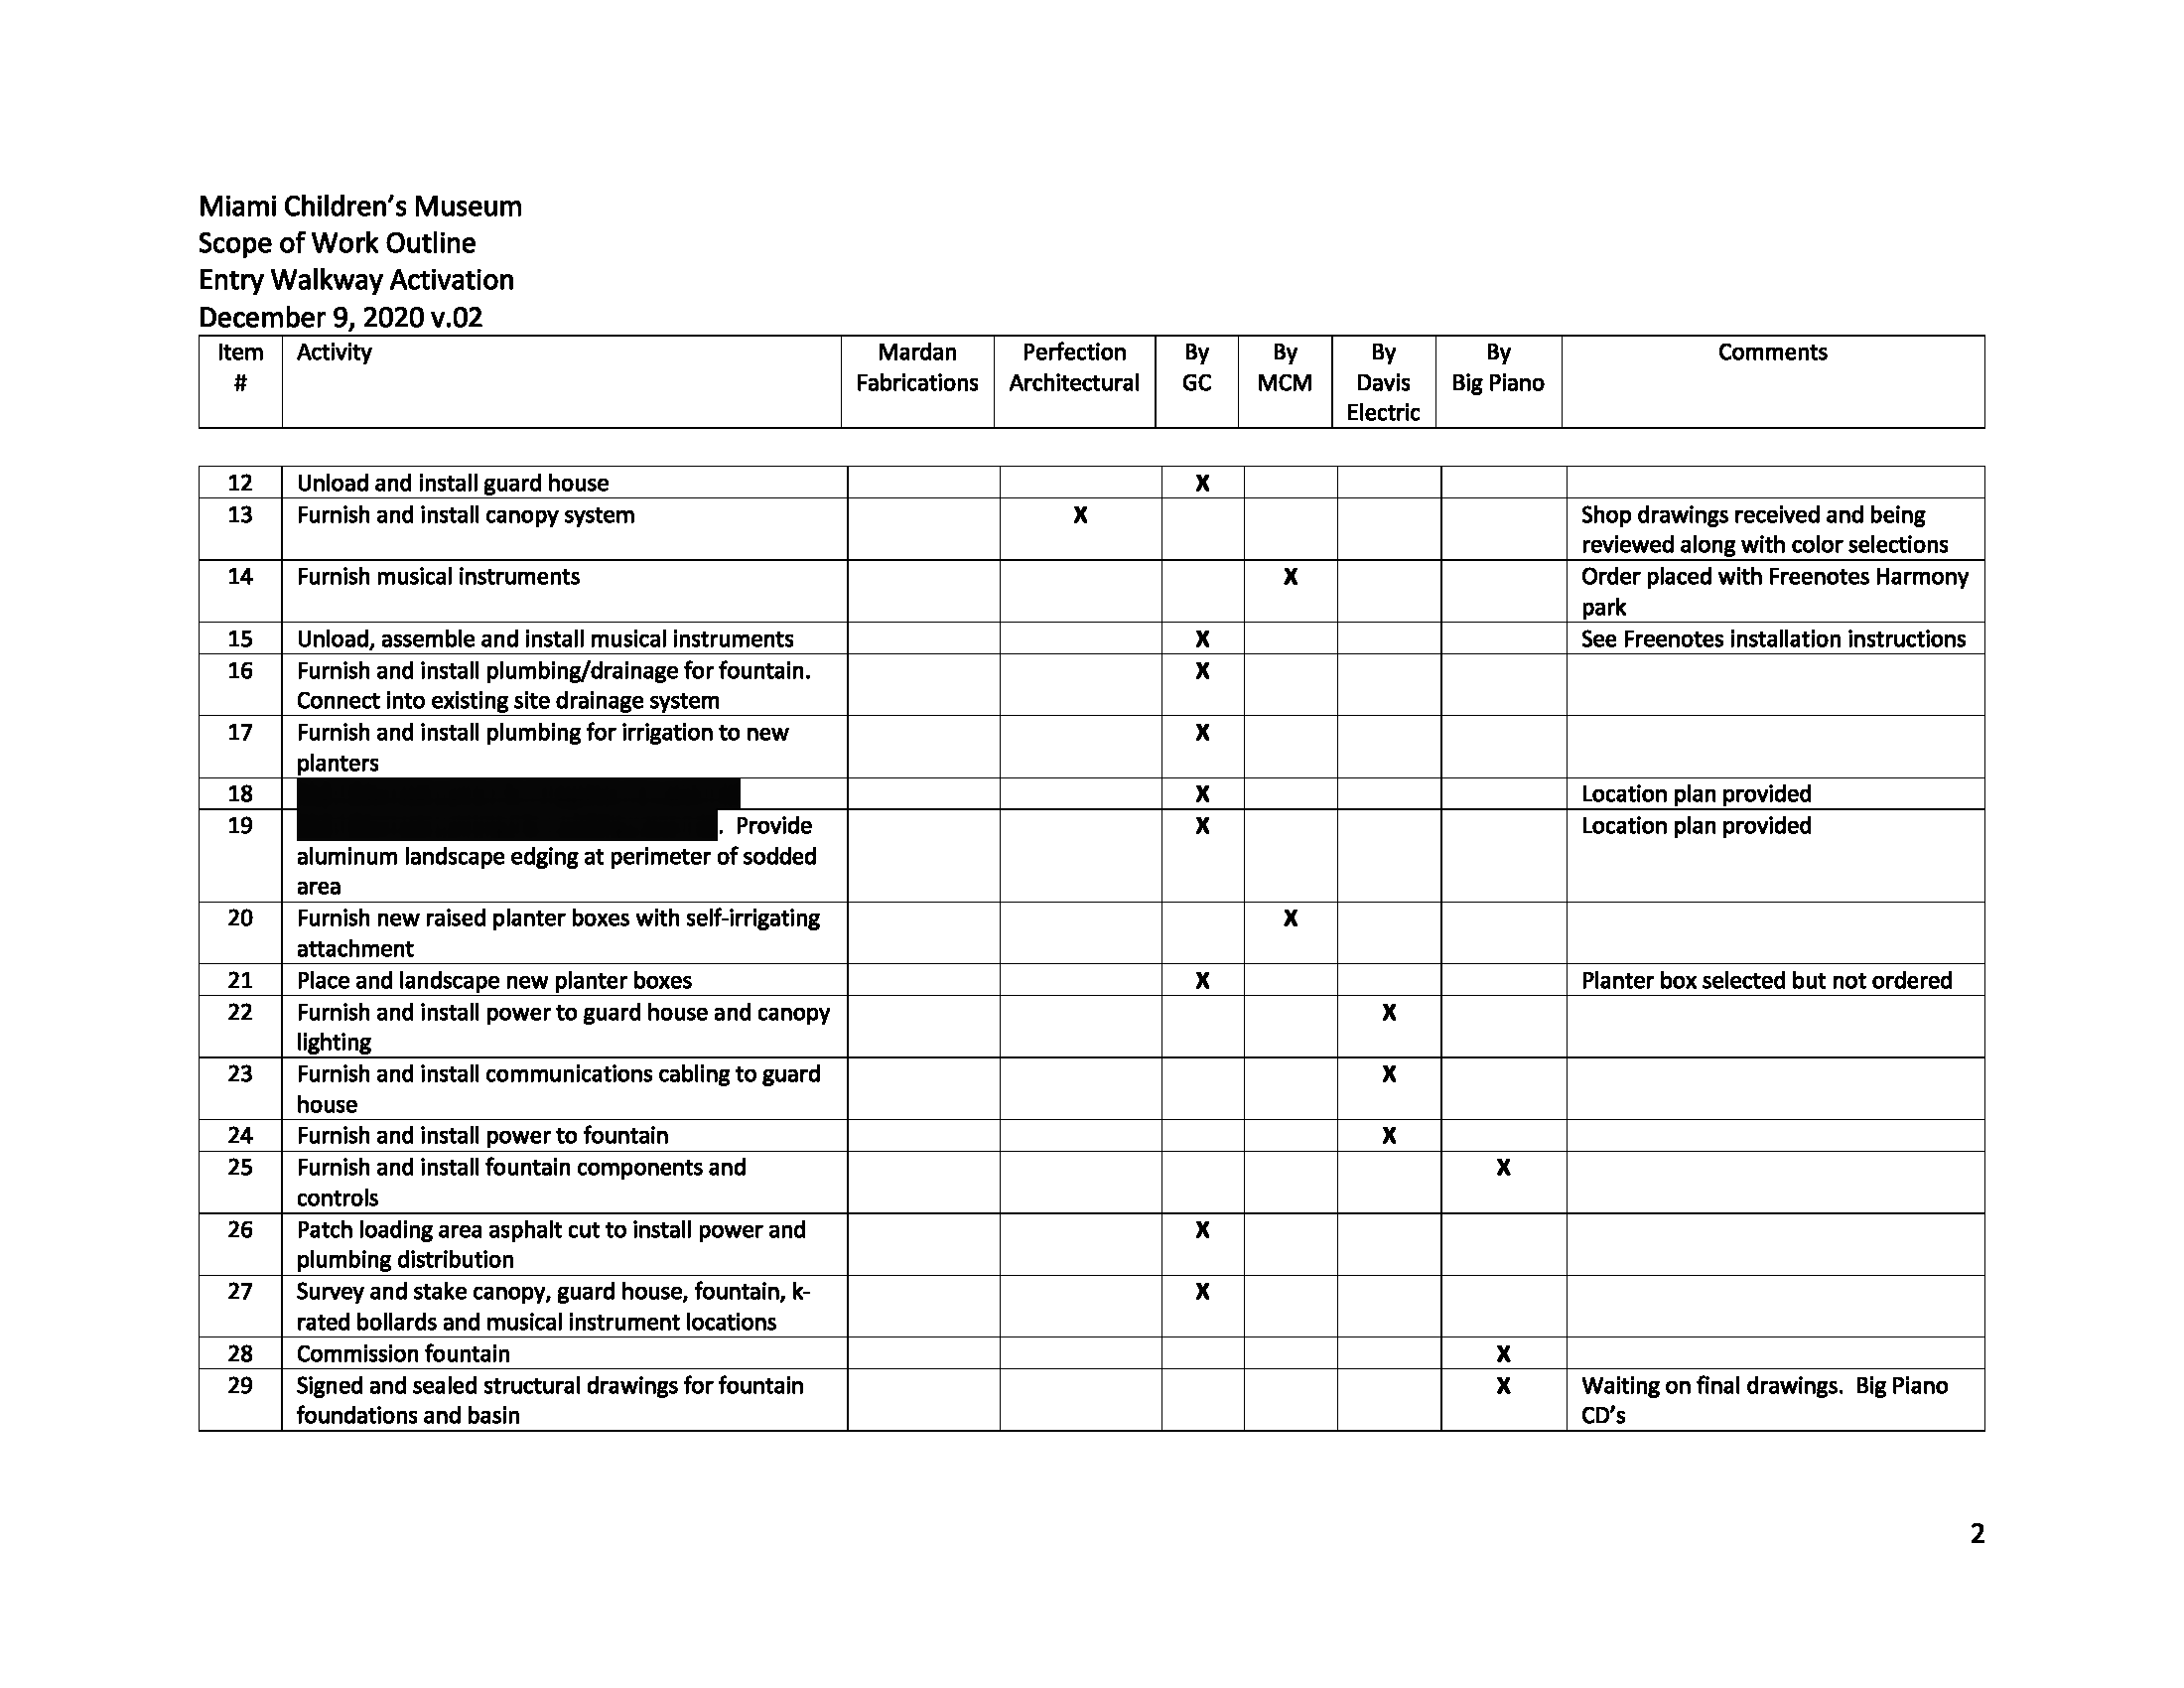 Miami Children's Museum
Scope of Work Outline
Entry Walkway Activation
December 9, 2020 v.02
Item # Activity Mardan Fabrications Perfection Architectural By GC By MCM By Davis Electric By Big Piano Comments
12 Unload and install guard house X
13 Furnish and install canopy system X Shop drawings received and being
reviewed along with color selections
14 Furnish musical instruments X Order placed with Freenotes Harmony
park
15 Unload, assemble and install musical instruments X See Freenotes installation instructions
16 Furnish and install plumbing/drainage for fountain. X
Connect into existing site drainage system
17 Furnish and install plumbing for irrigation to new X
planters
18 X Location plan provided
19 . Provide X Location plan provided
aluminum landscape edging at perimeter of sodded
area
20 Furnish new raised planter boxes with self-irrigating X
attachment
21 Place and landscape new planter boxes X Planter box selected but not ordered
22 Furnish and install power to guard house and canopy X
lighting
23 Furnish and install communications cabling to guard X
house
24 Furnish and install power to fountain X
25 Furnish and install fountain components and X
controls
26 Patch loading area asphalt cut to install power and X
plumbing distribution
27 Survey and stake canopy, guard house, fountain, k- X
rated bollards and musical instrument locations
28 Commission fountain X
29 Signed and sealed structural drawings for fountain X Waiting on final drawings. Big Piano
foundations and basin CD's
2